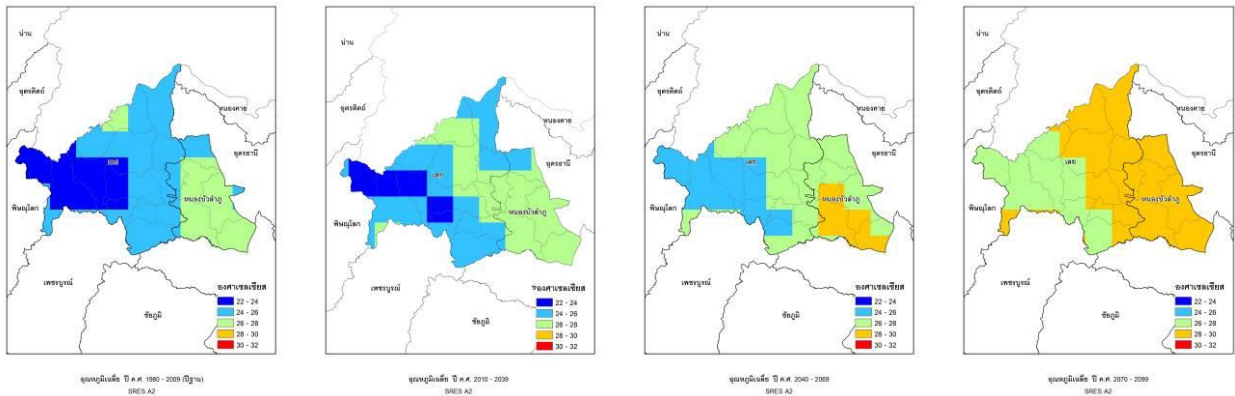 น่าน
อุตรดิตถ์
หนองคาย
เลย
อุดรธานี
พิษณุโลก
หนองบัวลำภู
เพชรบูรณ์
ชัยภูมิ
องศาเซลเซียส
22 - 24
24 - 26
26 - 28
28 - 30
30 - 32
อุณหภูมิเฉลี่ย ปี ค.ศ. 1980 - 2009 (ปีฐาน)
SRES A2
น่าน
อุตรดิตถ์
หนองคาย
เลย
อุดรธานี
พิษณุโลก
หนองบัวลำภู
เพชรบูรณ์
ชัยภูมิ
องศาเซลเซียส
22 - 24
24 - 26
26 - 28
28 - 30
30 - 32
อุณหภูมิเฉลี่ย ปี ค.ศ. 2010 - 2039
SRES A2
น่าน
อุตรดิตถ์
หนองคาย
เลย
อุดรธานี
พิษณุโลก
หนองบัวลำภู
เพชรบูรณ์
ชัยภูมิ
องศาเซลเซียส
22 - 24
24 - 26
26 - 28
28 - 30
30 - 32
อุณหภูมิเฉลี่ย ปี ค.ศ. 2040 - 2069
SRES A2
น่าน
อุตรดิตถ์
หนองคาย
เลย
อุดรธานี
พิษณุโลก
หนองบัวลำภู
เพชรบูรณ์
ชัยภูมิ
องศาเซลเซียส
22 - 24
24 - 26
26 - 28
28 - 30
30 - 32
อุณหภูมิเฉลี่ย ปี ค.ศ. 2070 - 2099
SRES A2